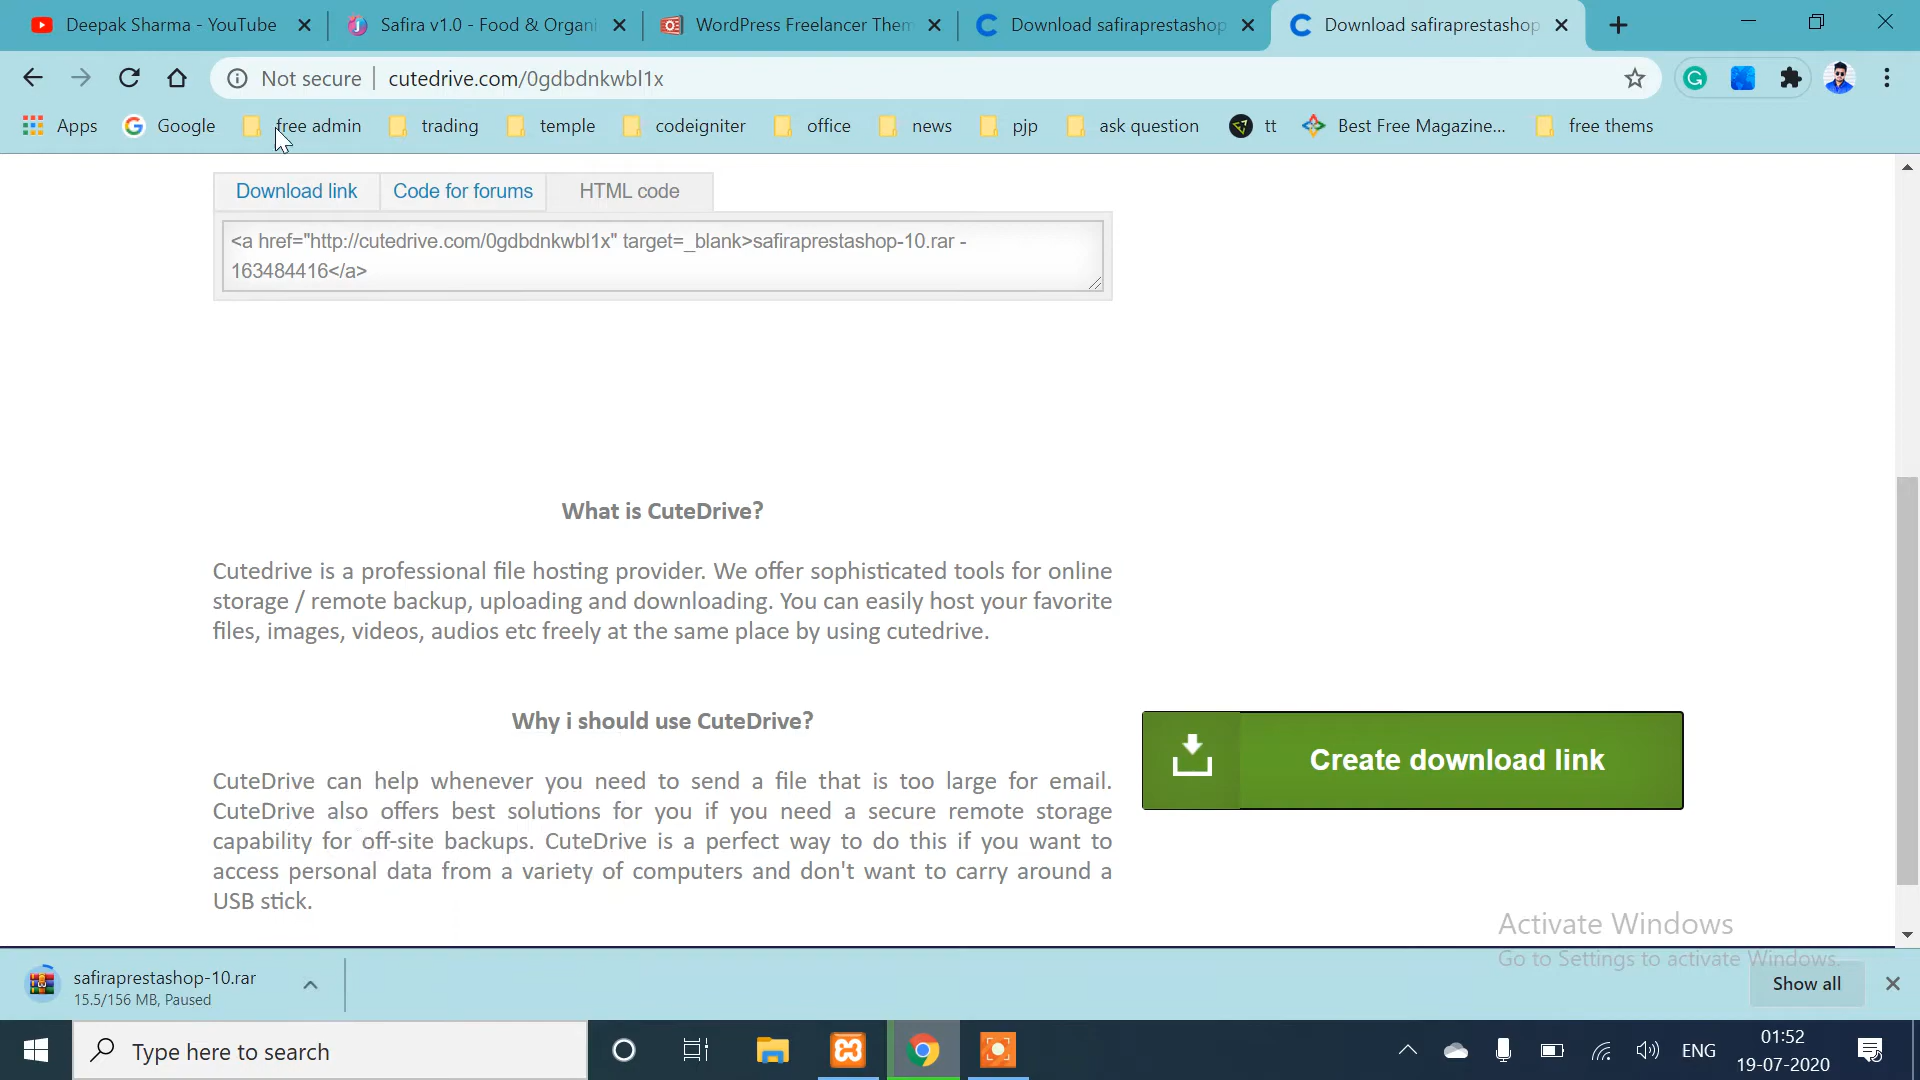 Deepak Sharma - YouTube
Safira v1.0 - Food & Organi
WordPress Freelancer Them
Download safiraprestashop
Download safiraprestashop
Not secure
cutedrive.com/0gdbdnkwbl1x
Apps
Google
free admin
trading
temple
codeigniter
office
news
pjp
ask question
tt
Best Free Magazine...
free thems
Download link
Code for forums
HTML code
<a href="http://cutedrive.com/0gdbdnkwbl1x" target=_blank>safiraprestashop-10.rar -
163484416</a>
What is CuteDrive?
Cutedrive is a professional file hosting provider. We offer sophisticated tools for online
storage / remote backup, uploading and downloading. You can easily host your favorite
files, images, videos, audios etc freely at the same place by using cutedrive.
Why i should use CuteDrive?
CuteDrive can help whenever you need to send a file that is too large for email.
CuteDrive also offers best solutions for you if you need a secure remote storage
capability for off-site backups. CuteDrive is a perfect way to do this if you want to
access personal data from a variety of computers and don't want to carry around a
USB stick.
Create download link
Activate Windows
Go to Settings to activate Windows.
safiraprestashop-10.rar
15.5/156 MB, Paused
Show all
Type here to search
ENG
01:52
19-07-2020